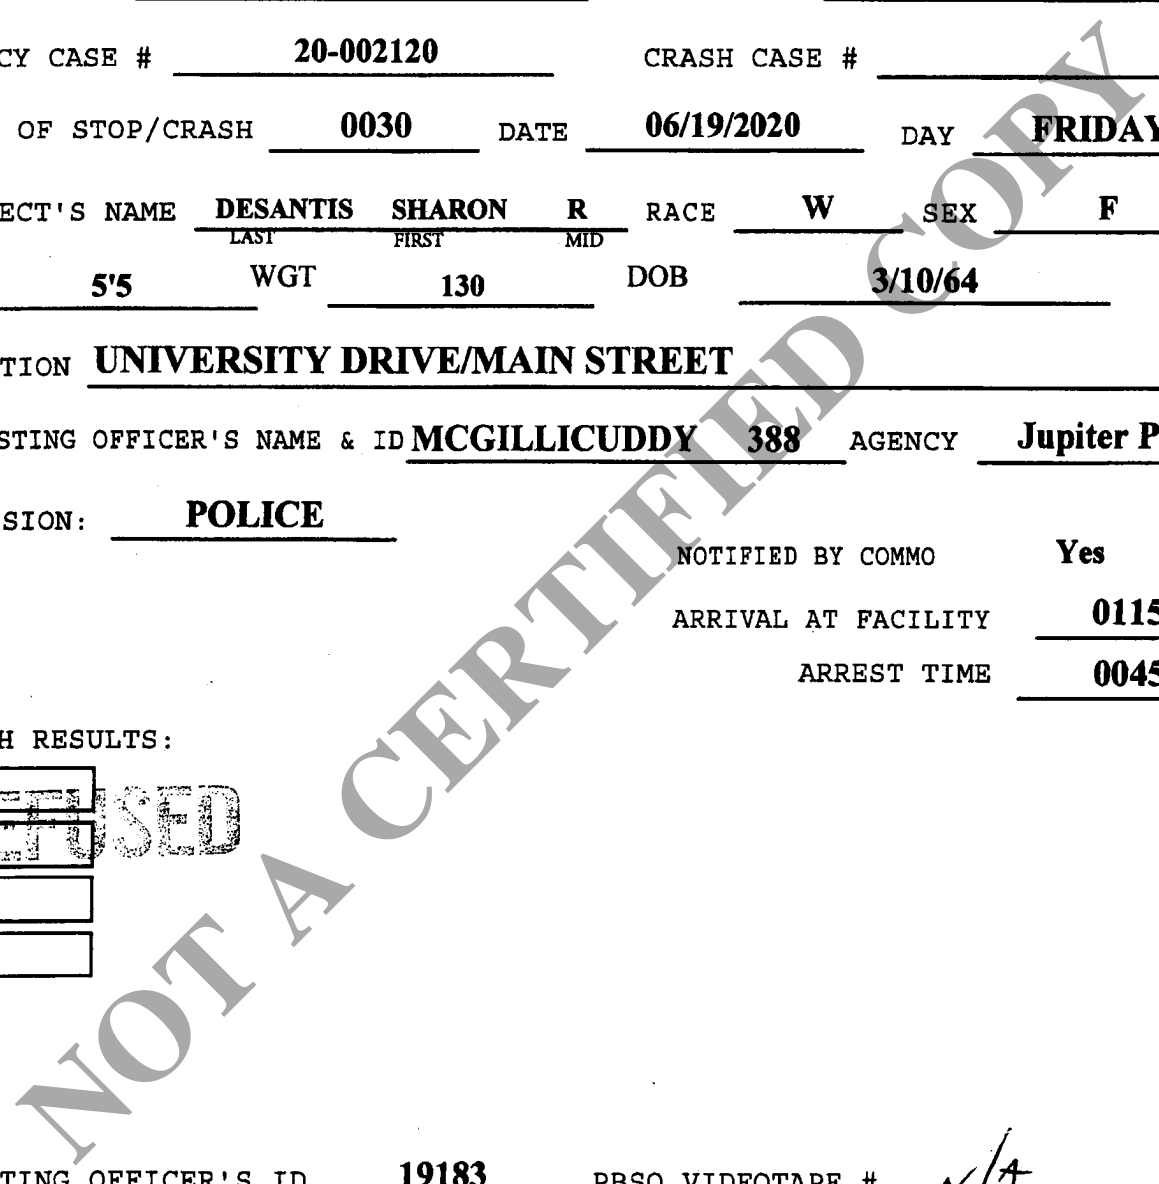 CY CASE # 20-002120 CRASH CASE #
OF STOP/CRASH 0030 DATE 06/19/2020 DAY FRIDAY
ECT'S NAME DESANTIS SHARON R RACE W SEX F
LAST FIRST MID
5'5 WGT 130 DOB 3/10/64
TION UNIVERSITY DRIVE/MAIN STREET
STING OFFICER'S NAME & ID MCGILLICUDDY 388 AGENCY Jupiter P
SION: POLICE
NOTIFIED BY COMMO Yes
ARRIVAL AT FACILITY 0115
ARREST TIME 0045
H RESULTS:
EFUSED
TING OFFICER'S ID 19183 PBSO VIDEOTAPE # N/A
NOT A CERTIFIED COPY